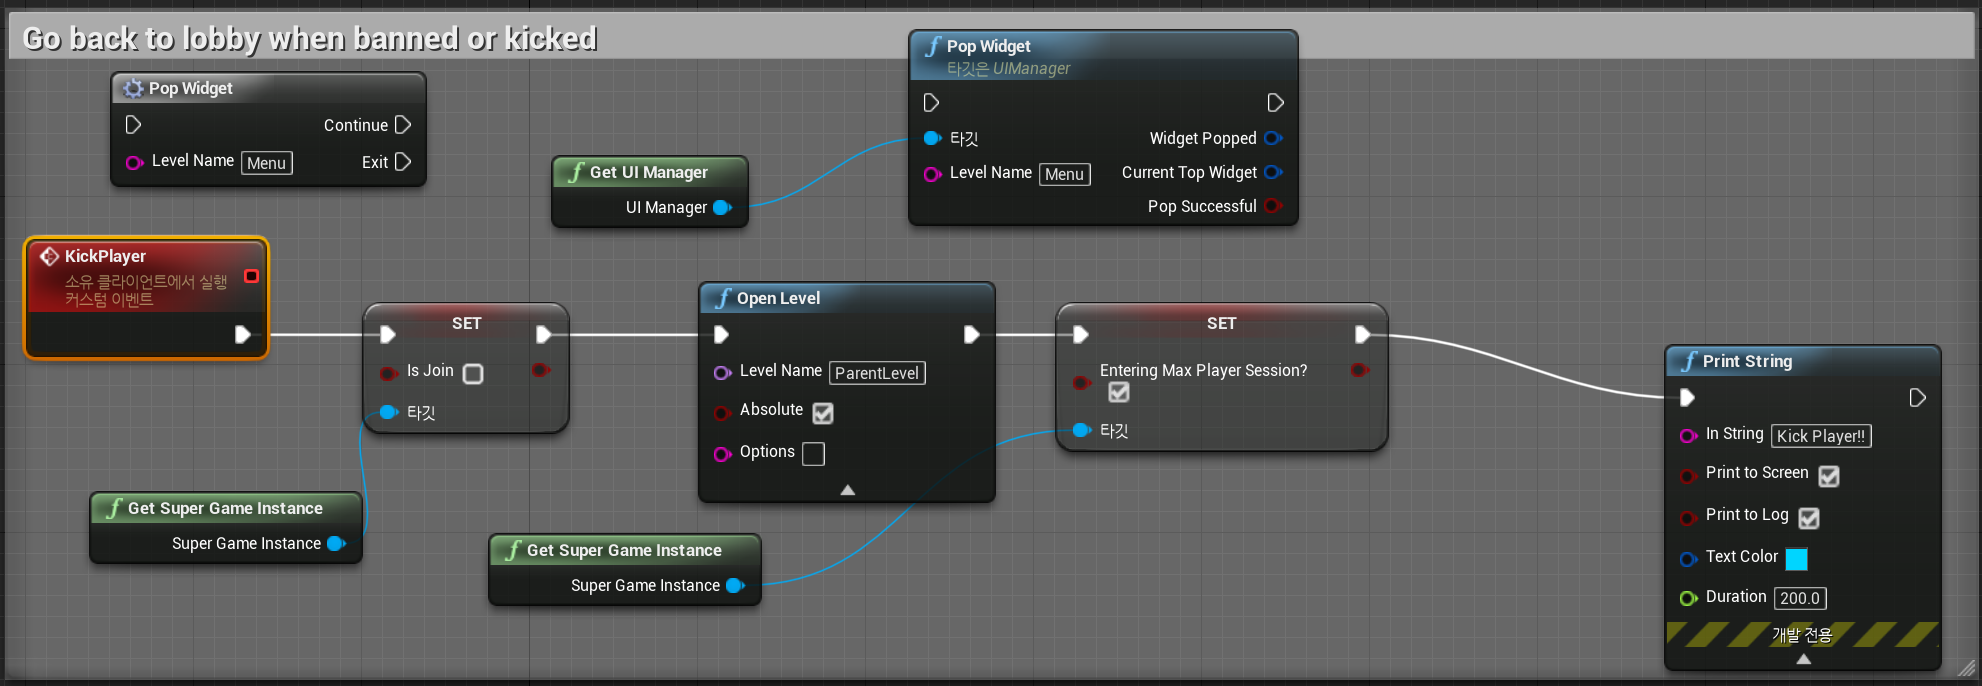 Go back to lobby when banned or kicked
Pop Widget
Continue
Level Name Menu
Exit
Pop Widget
타깃은 UIManager
타깃
Widget Popped
Level Name Menu
Current Top Widget
Pop Successful
Get UI Manager
UI Manager
KickPlayer
소유 클라이언트에서 실행
커스텀 이벤트
SET
Is Join
타깃
Open Level
Level Name ParentLevel
Absolute
Options
SET
Entering Max Player Session?
타깃
Print String
In String Kick Player!!
Print to Screen
Print to Log
Text Color
Duration 200.0
개발 전용
Get Super Game Instance
Super Game Instance
Get Super Game Instance
Super Game Instance